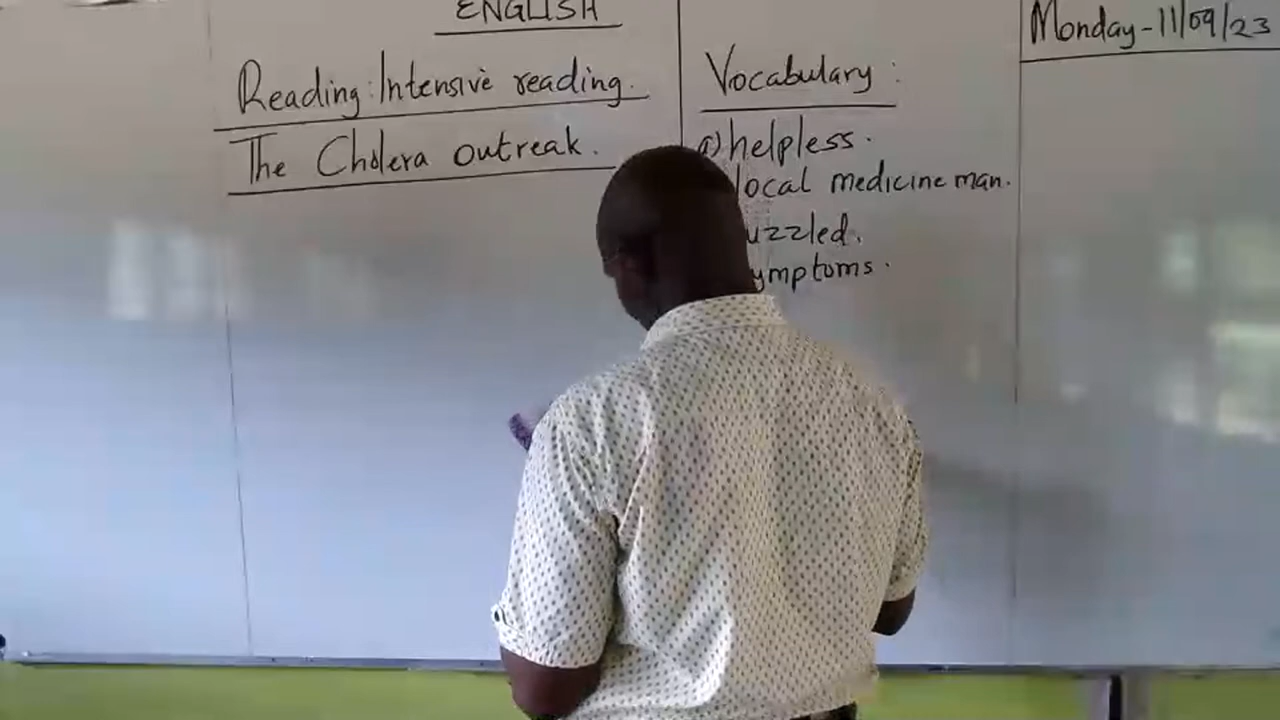 ENGLISH
Reading: Intensive reading.
The Cholera outreak.
Vocabulary:
a) helpless.
local medicine man.
uzzled.
ymptoms.
Monday - 11/09/23